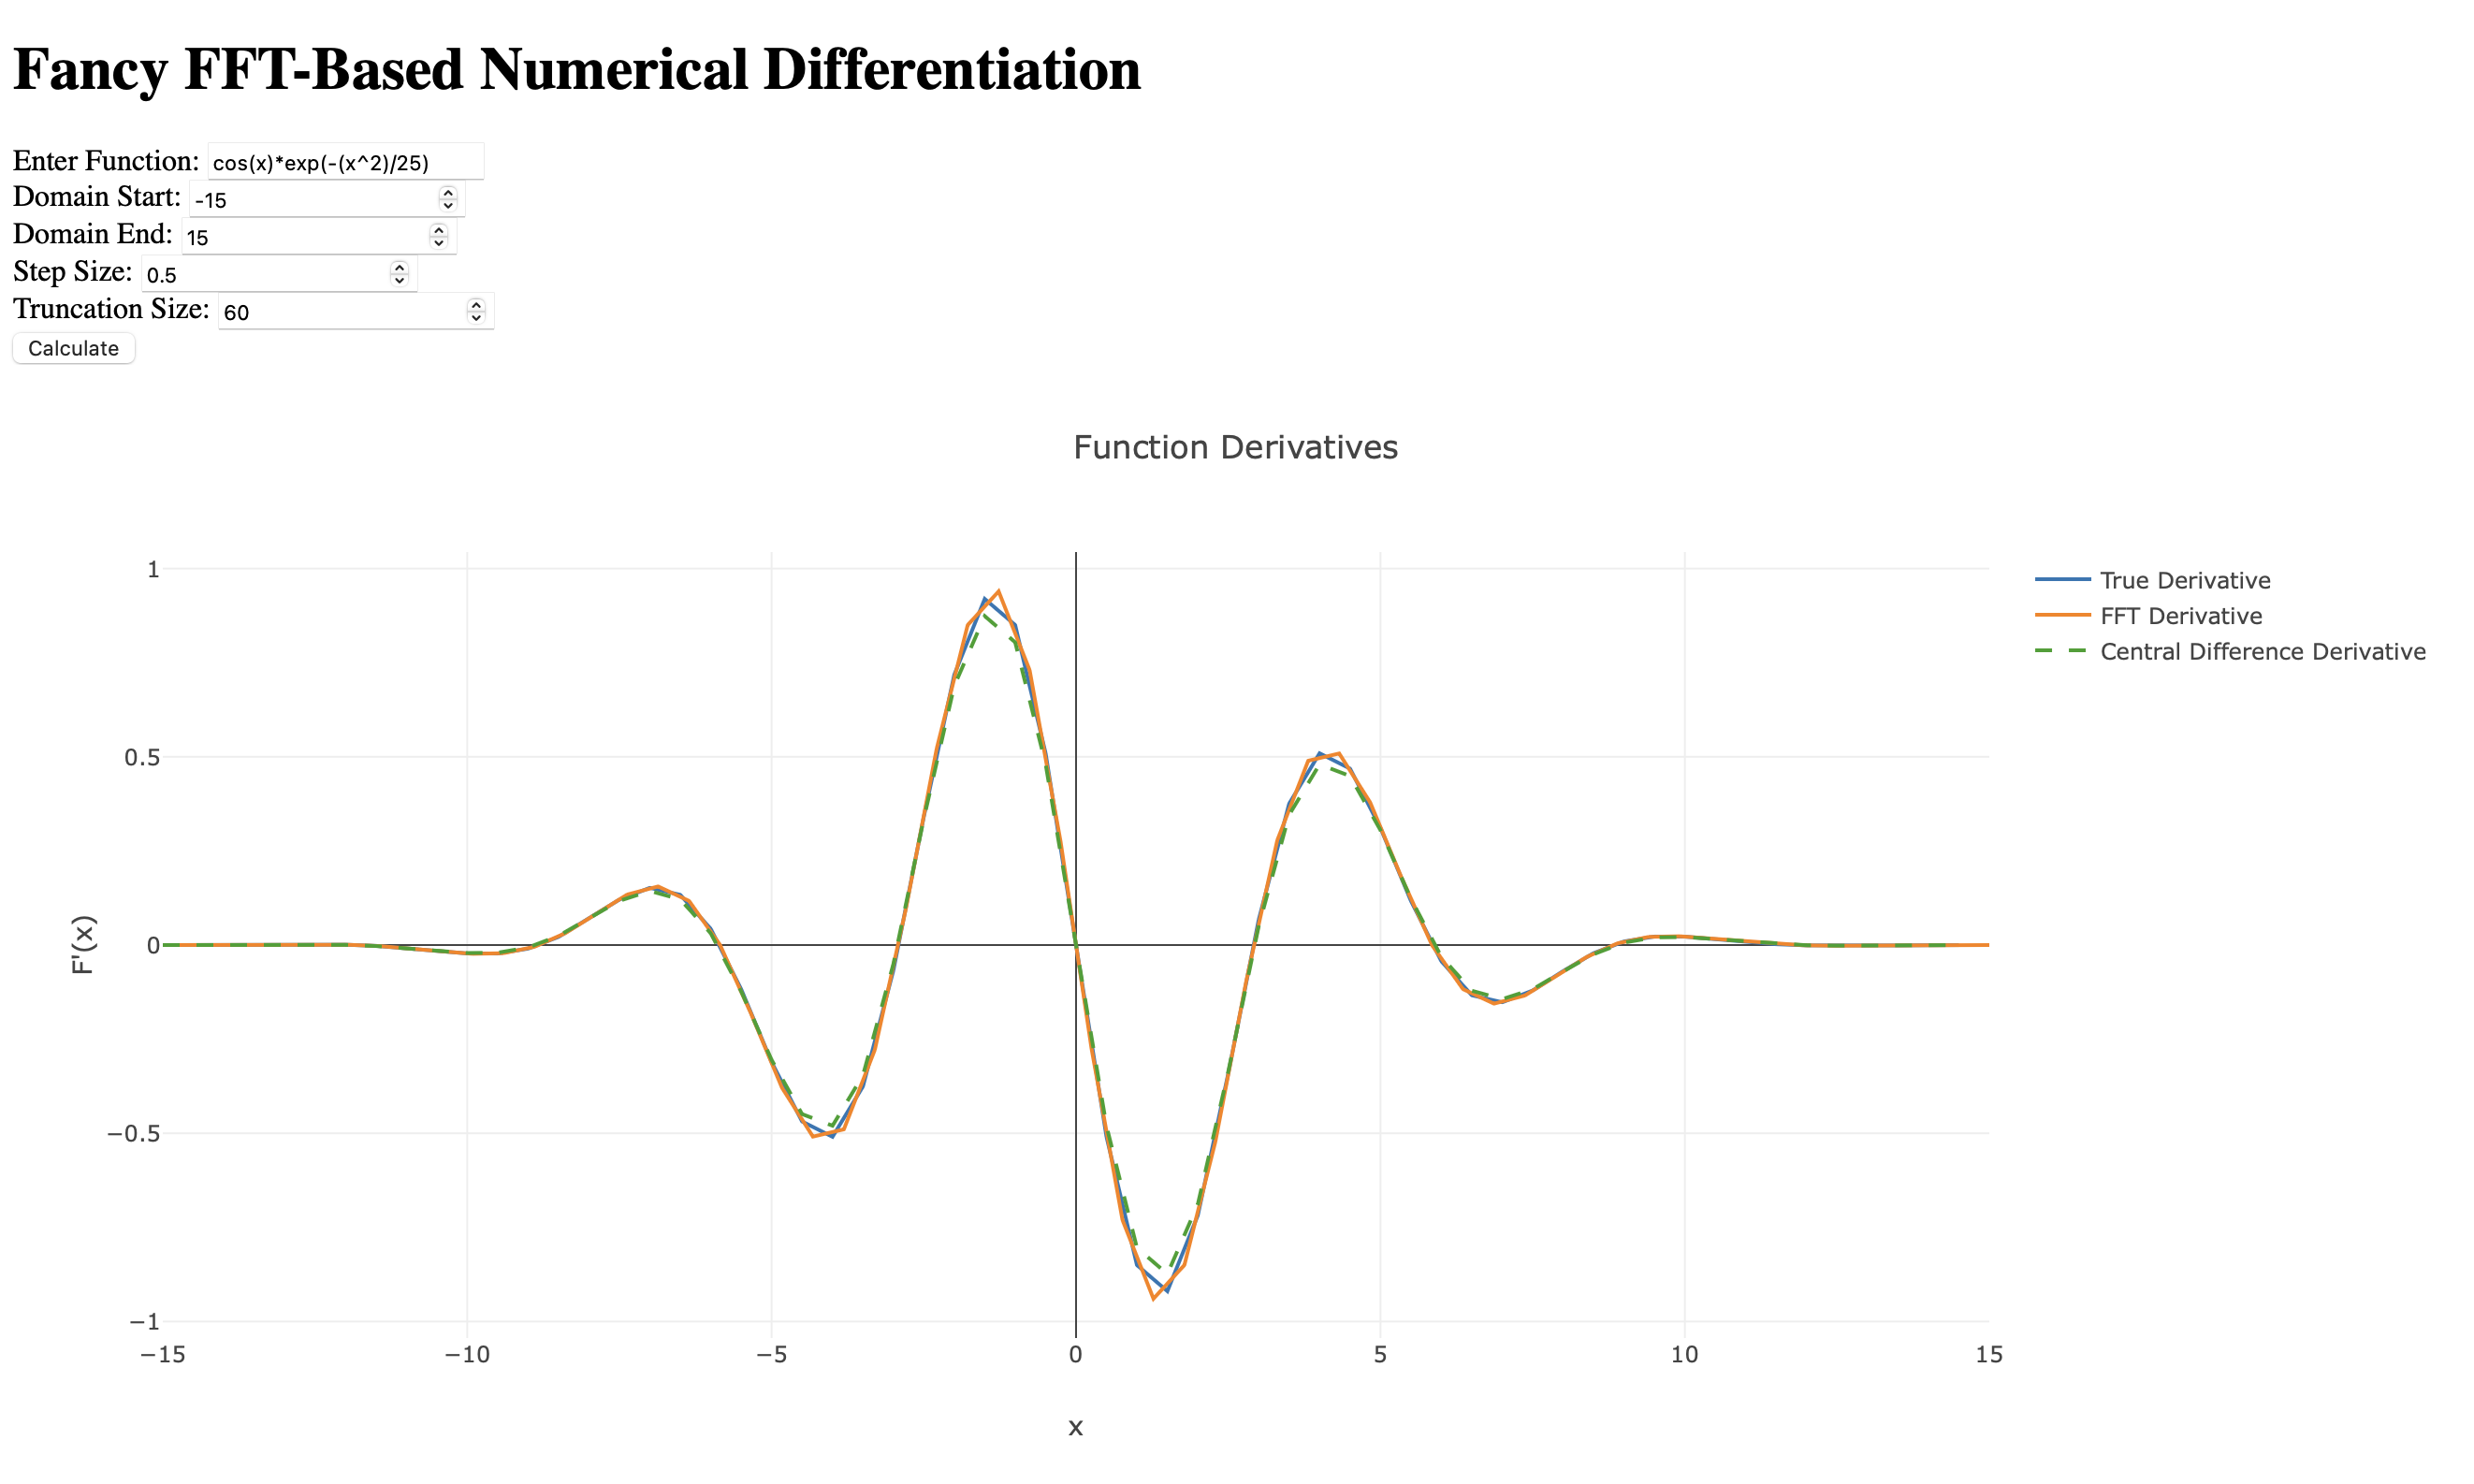 Fancy FFT-Based Numerical Differentiation
Enter Function: cos(x)*exp(-(x^2)/25)
Domain Start: -15
Domain End: 15
Step Size: 0.5
Truncation Size: 60
Calculate
Function Derivatives
True Derivative
FFT Derivative
Central Difference Derivative
1
0.5
0
−0.5
−1
F'(x)
−15 −10 −5 0 5 10 15
x